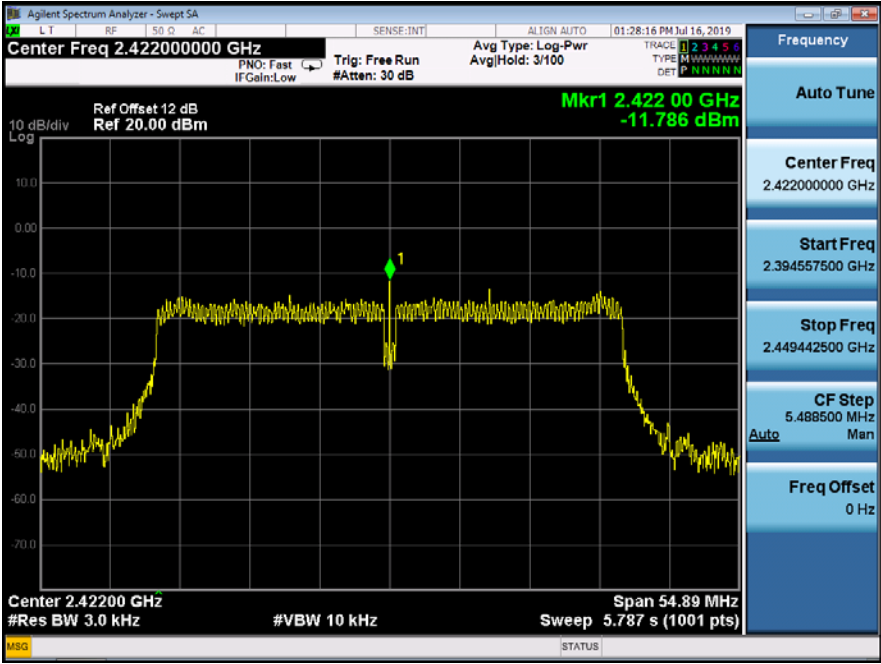 Agilent Spectrum Analyzer - Swept SA
LXI L T RF 50 Ω AC SENSE:INT ALIGN AUTO 01:28:16 PM Jul 16, 2019
Center Freq 2.422000000 GHz
PNO: Fast
IFGain:Low
Trig: Free Run
#Atten: 30 dB
Avg Type: Log-Pwr
Avg|Hold: 3/100
TRACE 1 2 3 4 5 6
TYPE M WWWWW
DET P N N N N N
Ref Offset 12 dB
10 dB/div Ref 20.00 dBm
Log
Mkr1 2.422 00 GHz
-11.786 dBm
10.0
0.00
-10.0
-20.0
-30.0
-40.0
-50.0
-60.0
-70.0
1
Center 2.42200 GHz Span 54.89 MHz
#Res BW 3.0 kHz #VBW 10 kHz Sweep 5.787 s (1001 pts)
MSG STATUS
Frequency
Auto Tune
Center Freq
2.422000000 GHz
Start Freq
2.394557500 GHz
Stop Freq
2.449442500 GHz
CF Step
5.488500 MHz
Auto Man
Freq Offset
0 Hz